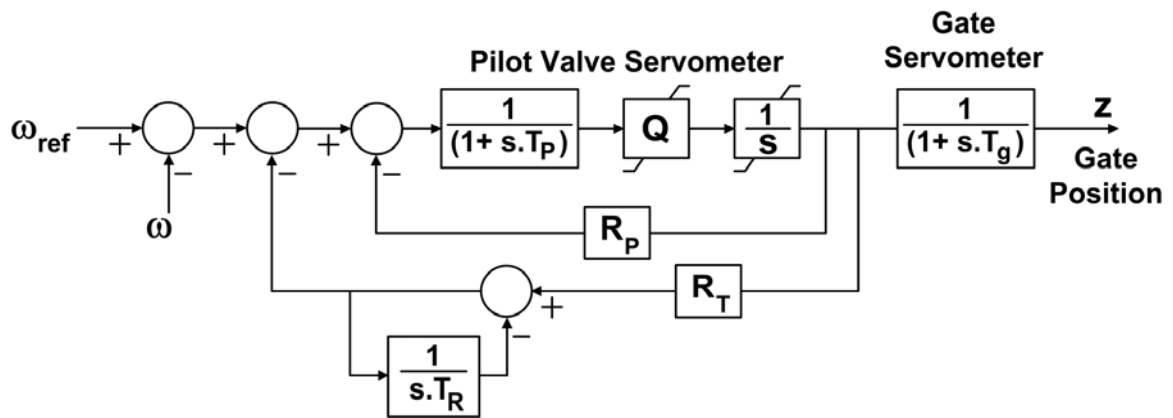 Gate
Servometer
Pilot Valve Servometer
ω_ref
+
−
ω
+
−
+
−
1
(1+ s.T_P)
Q
1
s
1
(1+ s.T_g)
z
Gate
Position
R_P
R_T
+
−
1
s.T_R